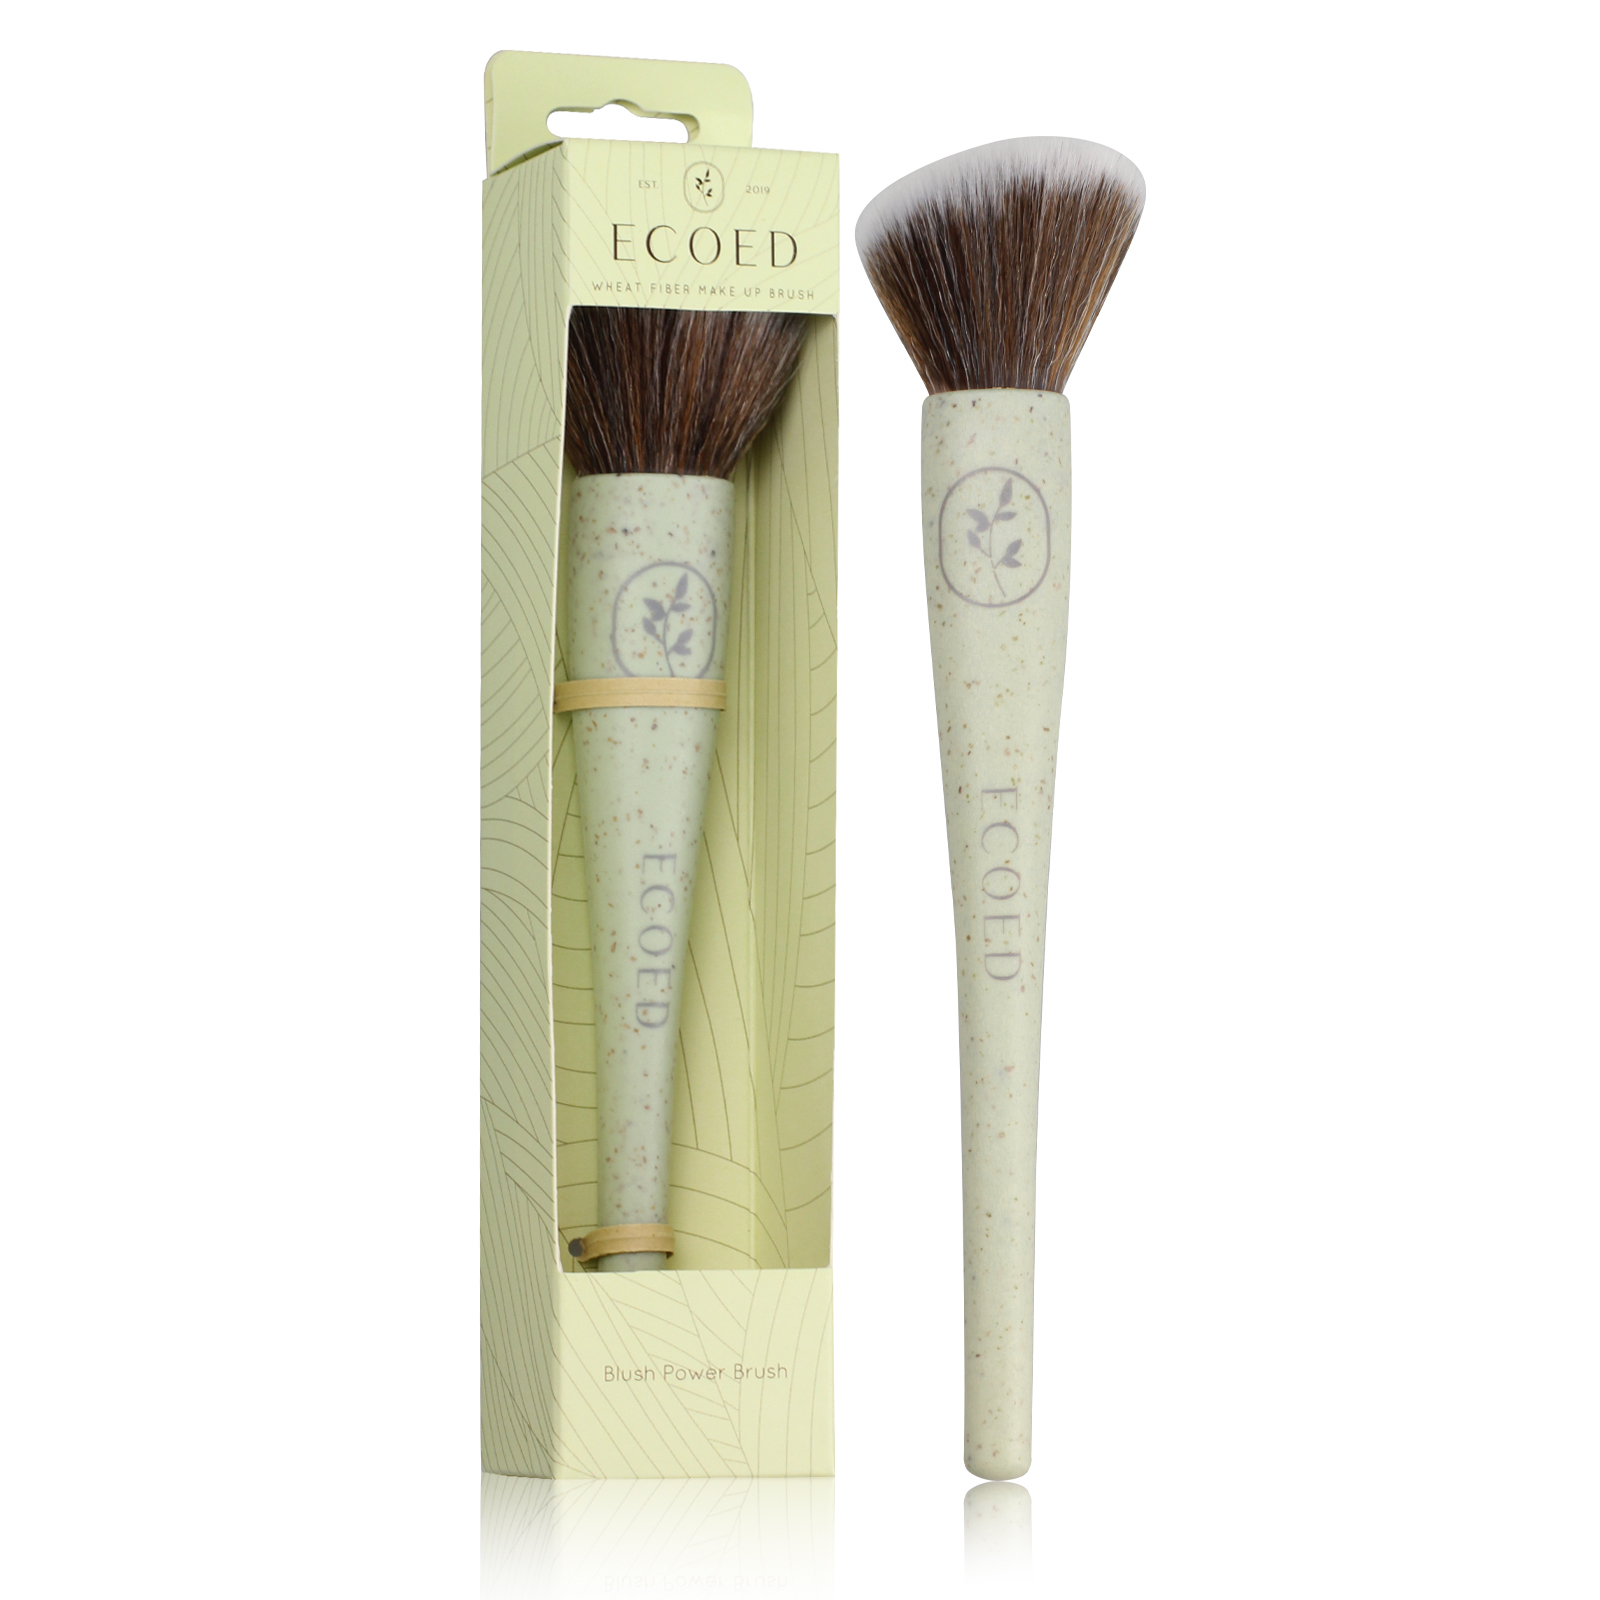 EST. 2019
ECOED
WHEAT FIBER MAKE UP BRUSH
ECOED
Blush Power Brush
ECOED